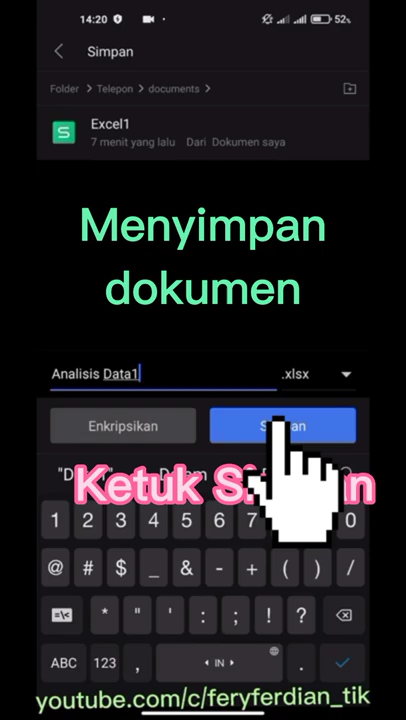 14:20
52%
Simpan
Folder > Telepon > documents >
Excel1
7 menit yang lalu Dari Dokumen saya
Menyimpan
dokumen
Analisis Data1
.xlsx
Enkripsikan
Ketuk
1 2 3 4 5 6 7 0
@ # $ _ & - + ( ) /
=\< * " ' : ; ! ?
ABC 123 , IN .
youtube.com/c/feryferdian_tik